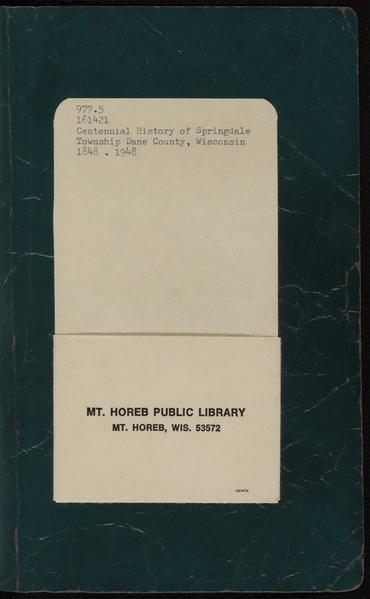 977.5
161421
Centennial History of Springdale
Township Dane County, Wisconsin
1848 . 1948
MT. HOREB PUBLIC LIBRARY
MT. HOREB, WIS. 53572
DEMCO